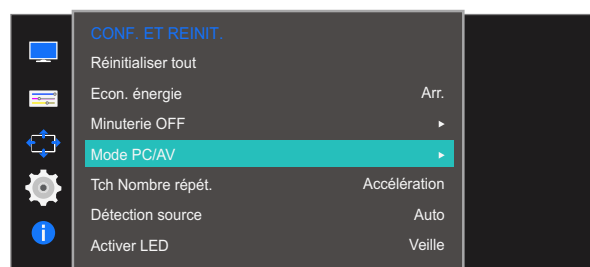 CONF. ET REINIT.
Réinitialiser tout
Econ. énergie Arr.
Minuterie OFF ▸
Mode PC/AV ▸
Tch Nombre répét. Accélération
Détection source Auto
Activer LED Veille